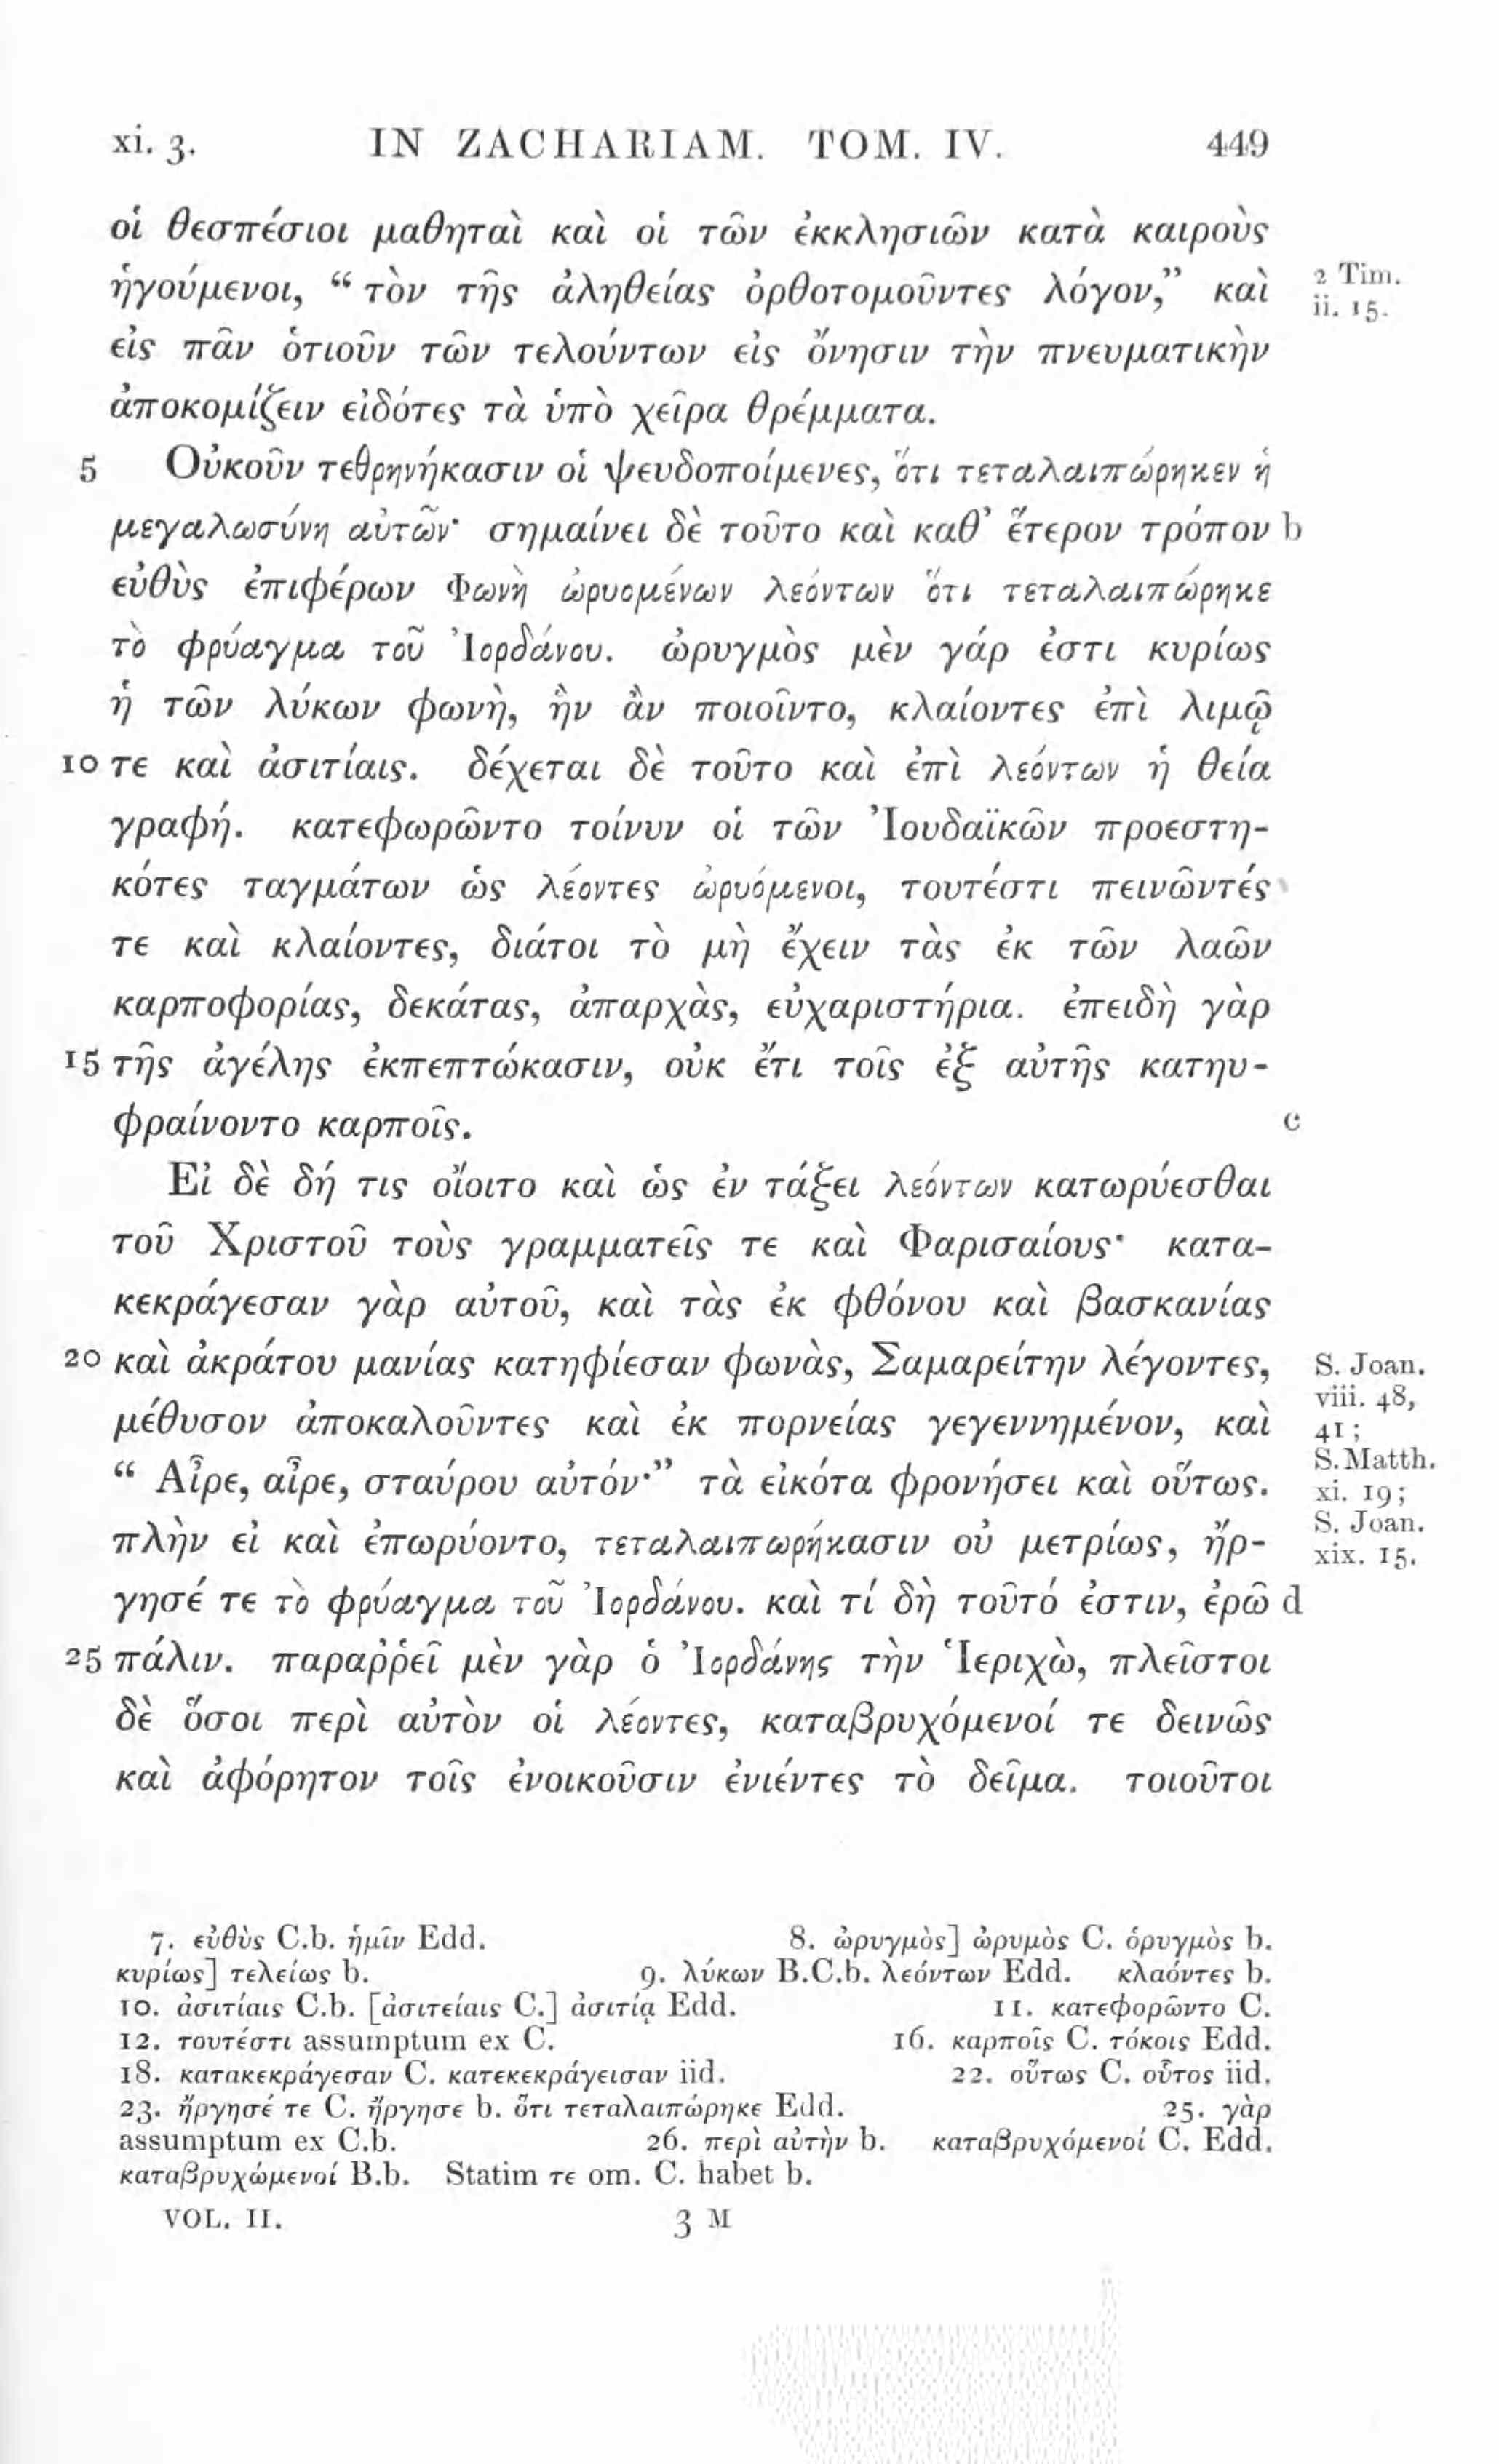 xi. 3. IN ZACHARIAM. TOM. IV. 449
οἱ θεσπέσιοι μαθηταὶ καὶ οἱ τῶν ἐκκλησιῶν κατὰ καιροὺς
ἡγούμενοι, “ τὸν τῆς ἀληθείας ὀρθοτομοῦντες λόγον,” καὶ 2 Tim. ii. 15.
εἰς πᾶν ὁτιοῦν τῶν τελούντων εἰς ὄνησιν τὴν πνευματικὴν
ἀποκομίζειν εἰδότες τὰ ὑπὸ χεῖρα θρέμματα.
5 Οὐκοῦν τεθρηνήκασιν οἱ ψευδοποίμενες, ὅτι τεταλαιπώρηκεν ἡ
μεγαλωσύνη αὐτῶν· σημαίνει δὲ τοῦτο καὶ καθ’ ἕτερον τρόπον b
εὐθὺς ἐπιφέρων Φωνὴ ὠρυομένων λεόντων ὅτι τεταλαιπώρηκε
τὸ φρύαγμα τοῦ Ἰορδάνου. ὠρυγμὸς μὲν γάρ ἐστι κυρίως
ἡ τῶν λύκων φωνὴ, ἣν ἂν ποιοῖντο, κλαίοντες ἐπὶ λιμῷ
10 τε καὶ ἀσιτίαις. δέχεται δὲ τοῦτο καὶ ἐπὶ λεόντων ἡ θεία
γραφή. κατεφωρῶντο τοίνυν οἱ τῶν Ἰουδαϊκῶν προεστη-
κότες ταγμάτων ὡς λέοντες ὠρυόμενοι, τουτέστι πεινῶντές
τε καὶ κλαίοντες, διάτοι τὸ μὴ ἔχειν τὰς ἐκ τῶν λαῶν
καρποφορίας, δεκάτας, ἀπαρχὰς, εὐχαριστήρια. ἐπειδὴ γὰρ
15 τῆς ἀγέλης ἐκπεπτώκασιν, οὐκ ἔτι τοῖς ἐξ αὐτῆς κατηυ-
φραίνοντο καρποῖς. c
Εἰ δὲ δή τις οἴοιτο καὶ ὡς ἐν τάξει λεόντων κατωρύεσθαι
τοῦ Χριστοῦ τοὺς γραμματεῖς τε καὶ Φαρισαίους· κατα-
κεκράγεσαν γὰρ αὐτοῦ, καὶ τὰς ἐκ φθόνου καὶ βασκανίας
20 καὶ ἀκράτου μανίας κατηφίεσαν φωνὰς, Σαμαρείτην λέγοντες, S. Joan.
μέθυσον ἀποκαλοῦντες καὶ ἐκ πορνείας γεγεννημένον, καὶ viii. 48, 41;
“ Αἶρε, αἶρε, σταύρου αὐτόν·” τὰ εἰκότα φρονήσει καὶ οὕτως. S. Matth. xi. 19;
πλὴν εἰ καὶ ἐπωρύοντο, τεταλαιπωρήκασιν οὐ μετρίως, ἤρ- S. Joan. xix. 15.
γησέ τε τὸ φρύαγμα τοῦ Ἰορδάνου. καὶ τί δὴ τοῦτό ἐστιν, ἐρῶ d
25 πάλιν. παραῤῥεῖ μὲν γὰρ ὁ Ἰορδάνης τὴν Ἱεριχὼ, πλεῖστοι
δὲ ὅσοι περὶ αὐτὸν οἱ λέοντες, καταβρυχόμενοί τε δεινῶς
καὶ ἀφόρητον τοῖς ἐνοικοῦσιν ἐνιέντες τὸ δεῖμα. τοιοῦτοι
7. εὐθὺς C.b. ἡμῖν Edd. 8. ὠρυγμὸς] ὠρυμὸς C. ὀρυγμὸς b.
κυρίως] τελείως b. 9. λύκων B.C.b. λεόντων Edd. κλαόντες b.
10. ἀσιτίαις C.b. [ἀσιτείαις C.] ἀσιτίᾳ Edd. 11. κατεφορῶντο C.
12. τουτέστι assumptum ex C. 16. καρποῖς C. τόκοις Edd.
18. κατακεκράγεσαν C. κατεκεκράγεισαν iid. 22. οὕτως C. οὗτος iid.
23. ἤργησέ τε C. ἤργησε b. ὅτι τεταλαιπώρηκε Edd. 25. γὰρ
assumptum ex C.b. 26. περὶ αὐτὴν b. καταβρυχόμενοί C. Edd.
καταβρυχώμενοί B.b. Statim τε om. C. habet b.
VOL. II. 3 M